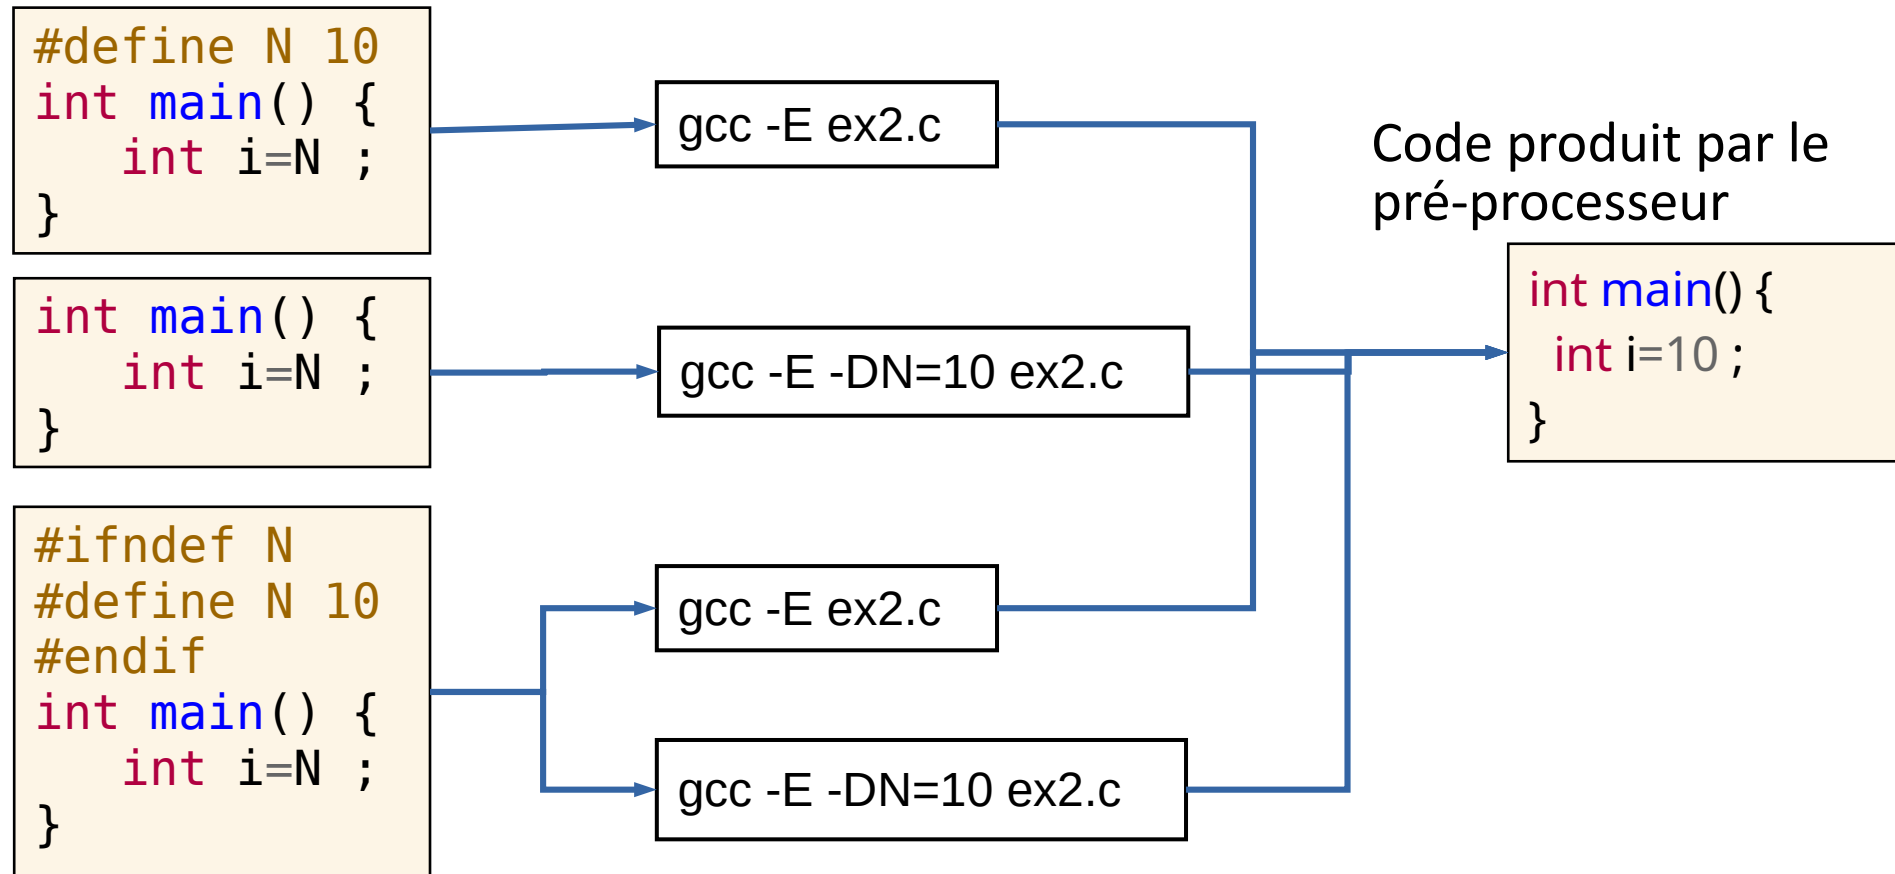 #define N 10
int main() {
   int i=N ;
}
gcc -E ex2.c
int main() {
   int i=N ;
}
gcc -E -DN=10 ex2.c
#ifndef N
#define N 10
#endif
int main() {
   int i=N ;
}
gcc -E ex2.c
gcc -E -DN=10 ex2.c
Code produit par le
pré-processeur
int main() {
  int i=10 ;
}